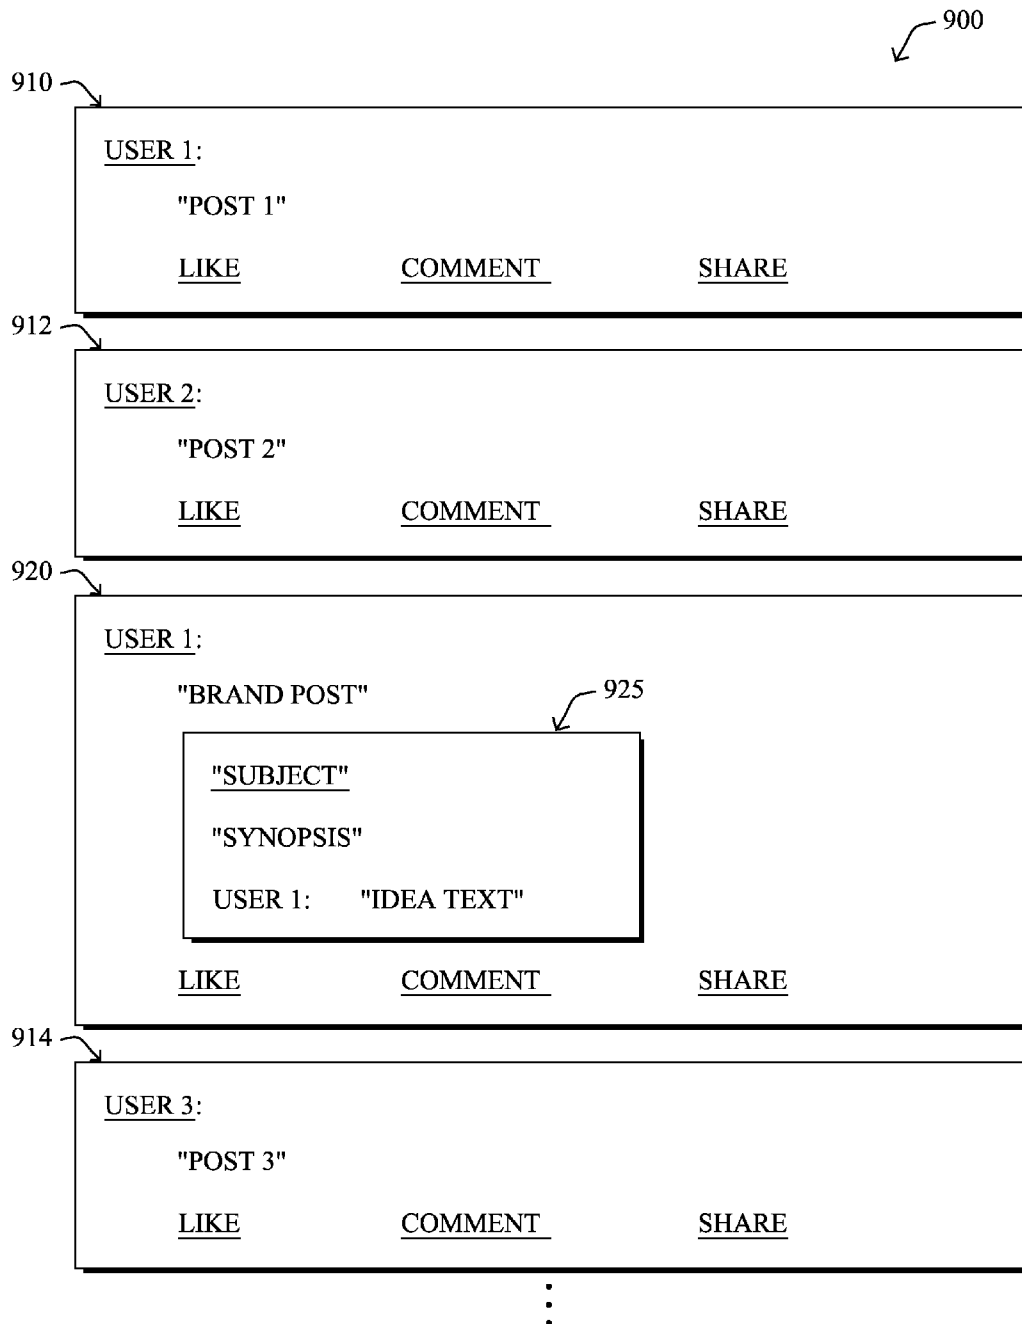 900
910
USER 1:
"POST 1"
LIKE COMMENT SHARE
912
USER 2:
"POST 2"
LIKE COMMENT SHARE
920
USER 1:
"BRAND POST"
925
"SUBJECT"
"SYNOPSIS"
USER 1: "IDEA TEXT"
LIKE COMMENT SHARE
914
USER 3:
"POST 3"
LIKE COMMENT SHARE